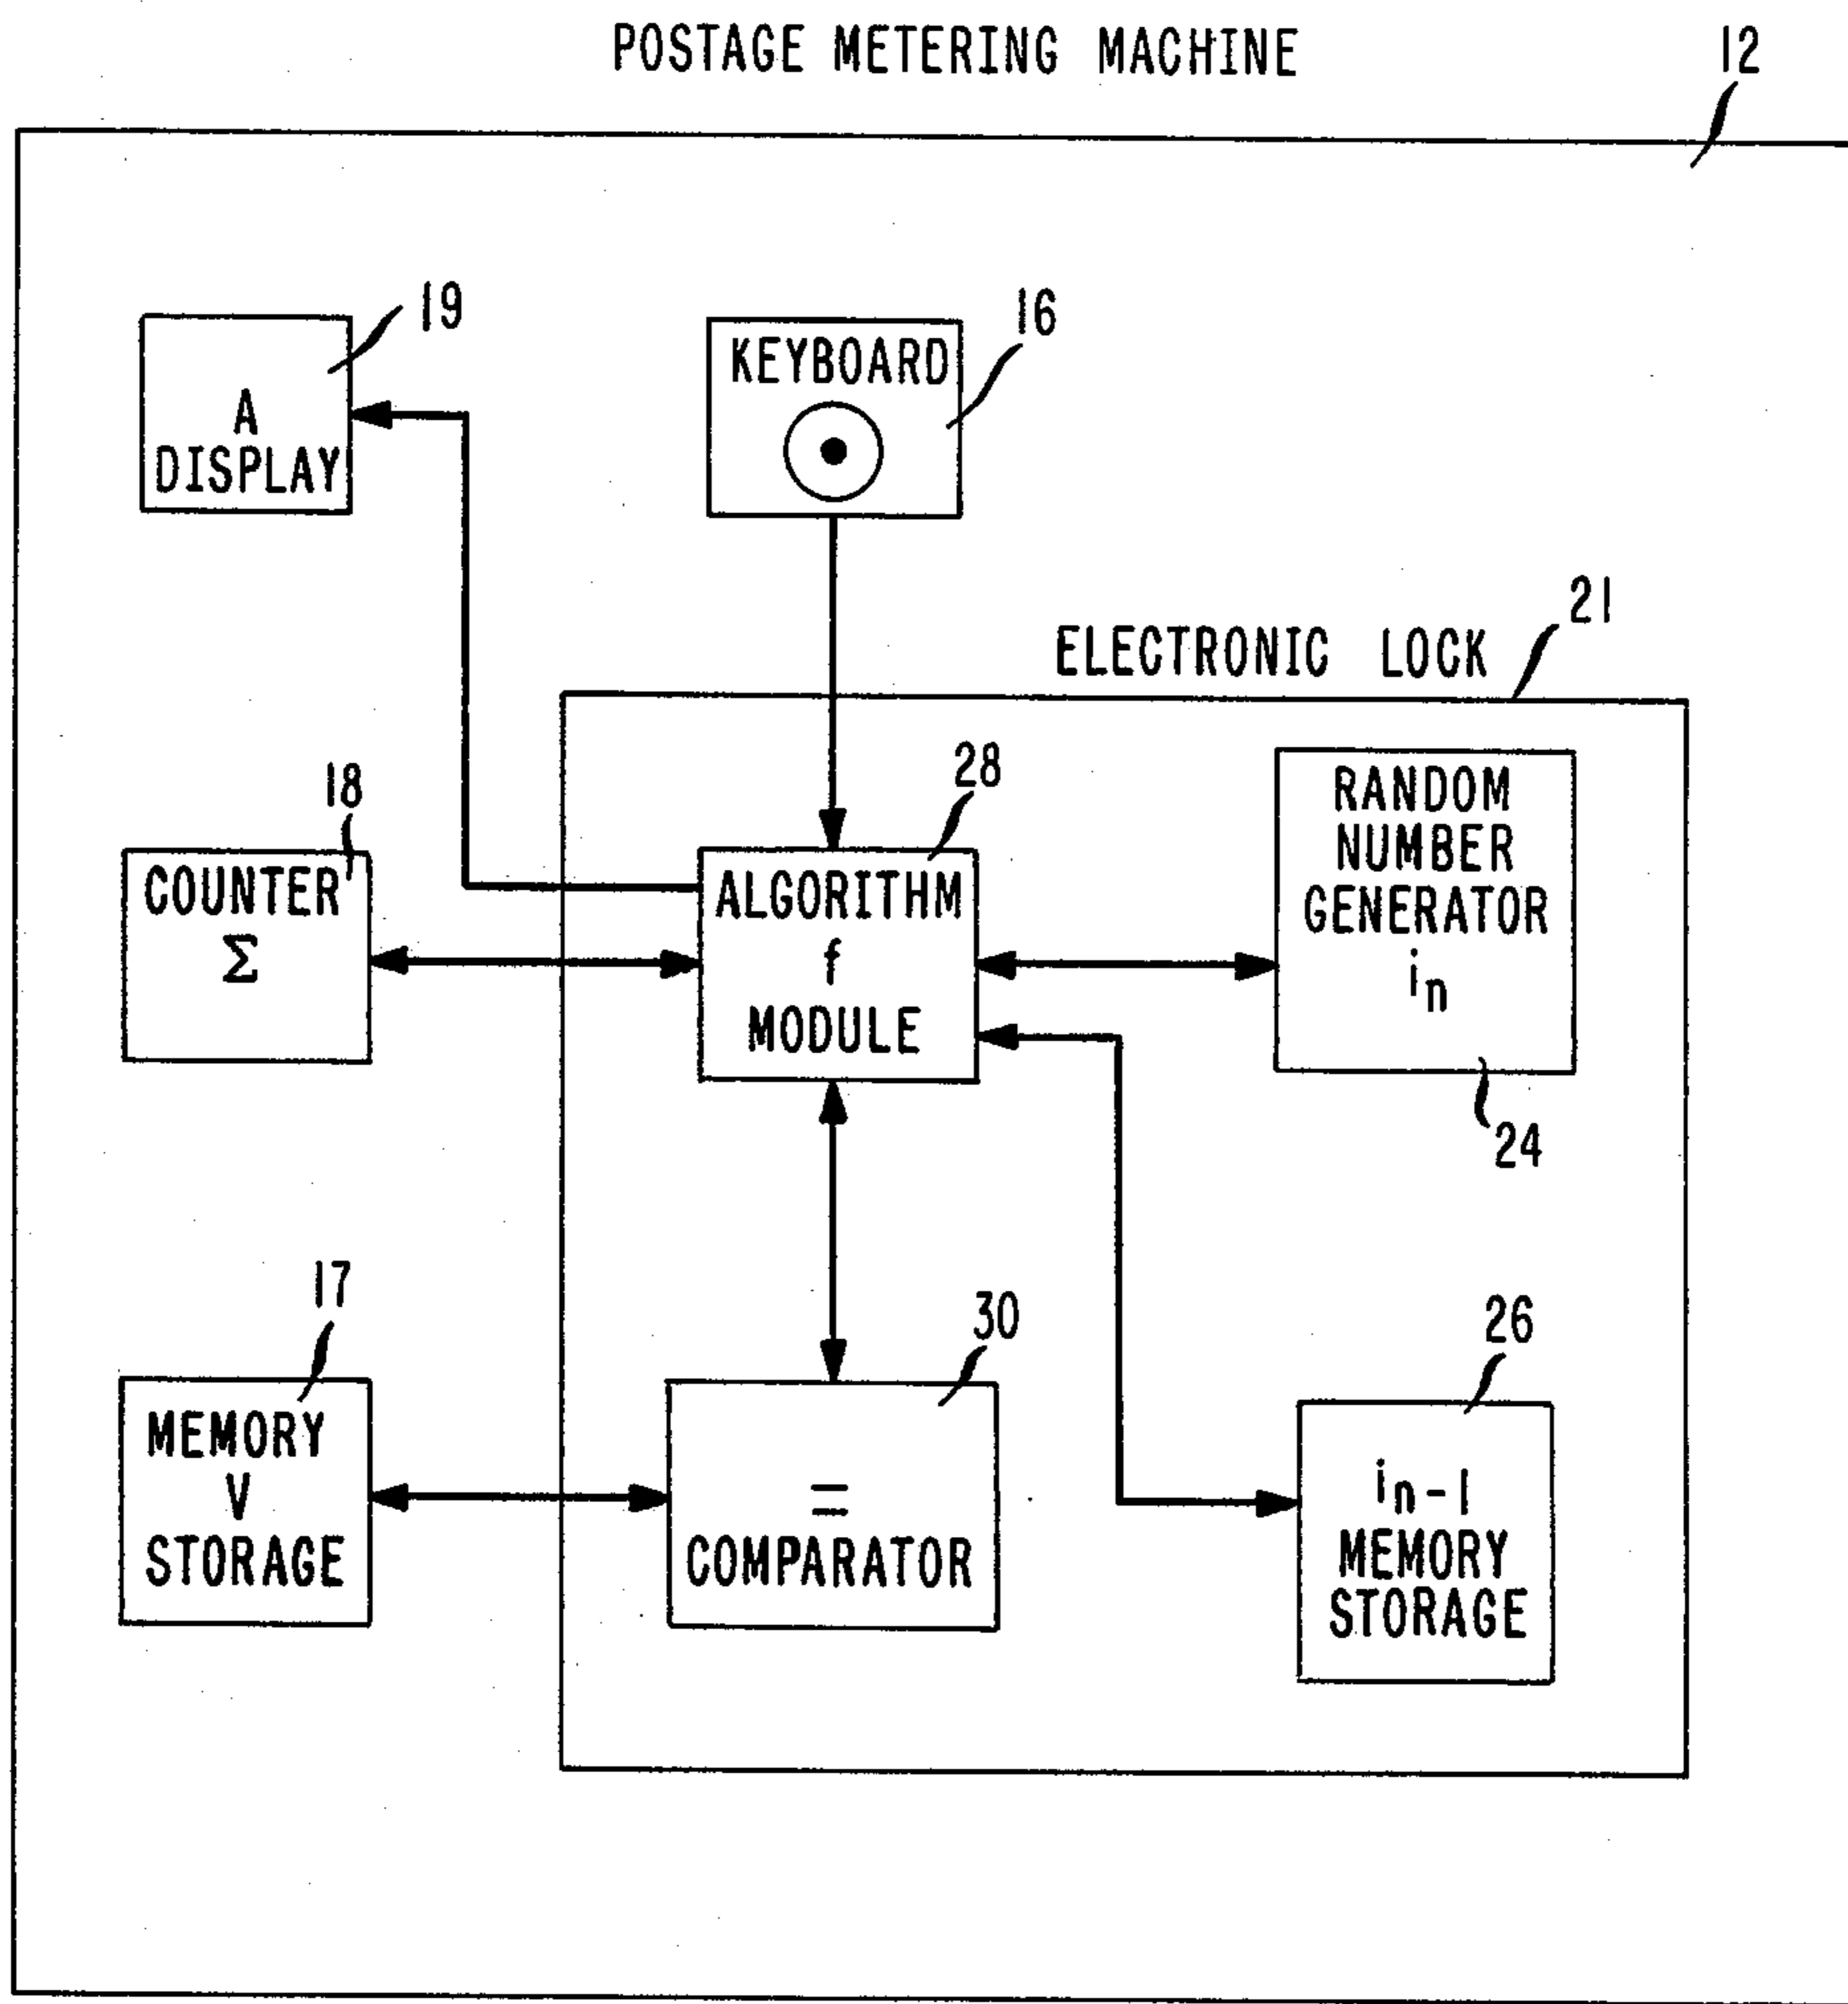 POSTAGE METERING MACHINE
12
19
A
DISPLAY
KEYBOARD
16
ELECTRONIC LOCK
21
18
COUNTER
Σ
28
ALGORITHM
f
MODULE
RANDOM
NUMBER
GENERATOR
iₙ
24
17
MEMORY
V
STORAGE
30
=
COMPARATOR
26
iₙ₋₁
MEMORY
STORAGE